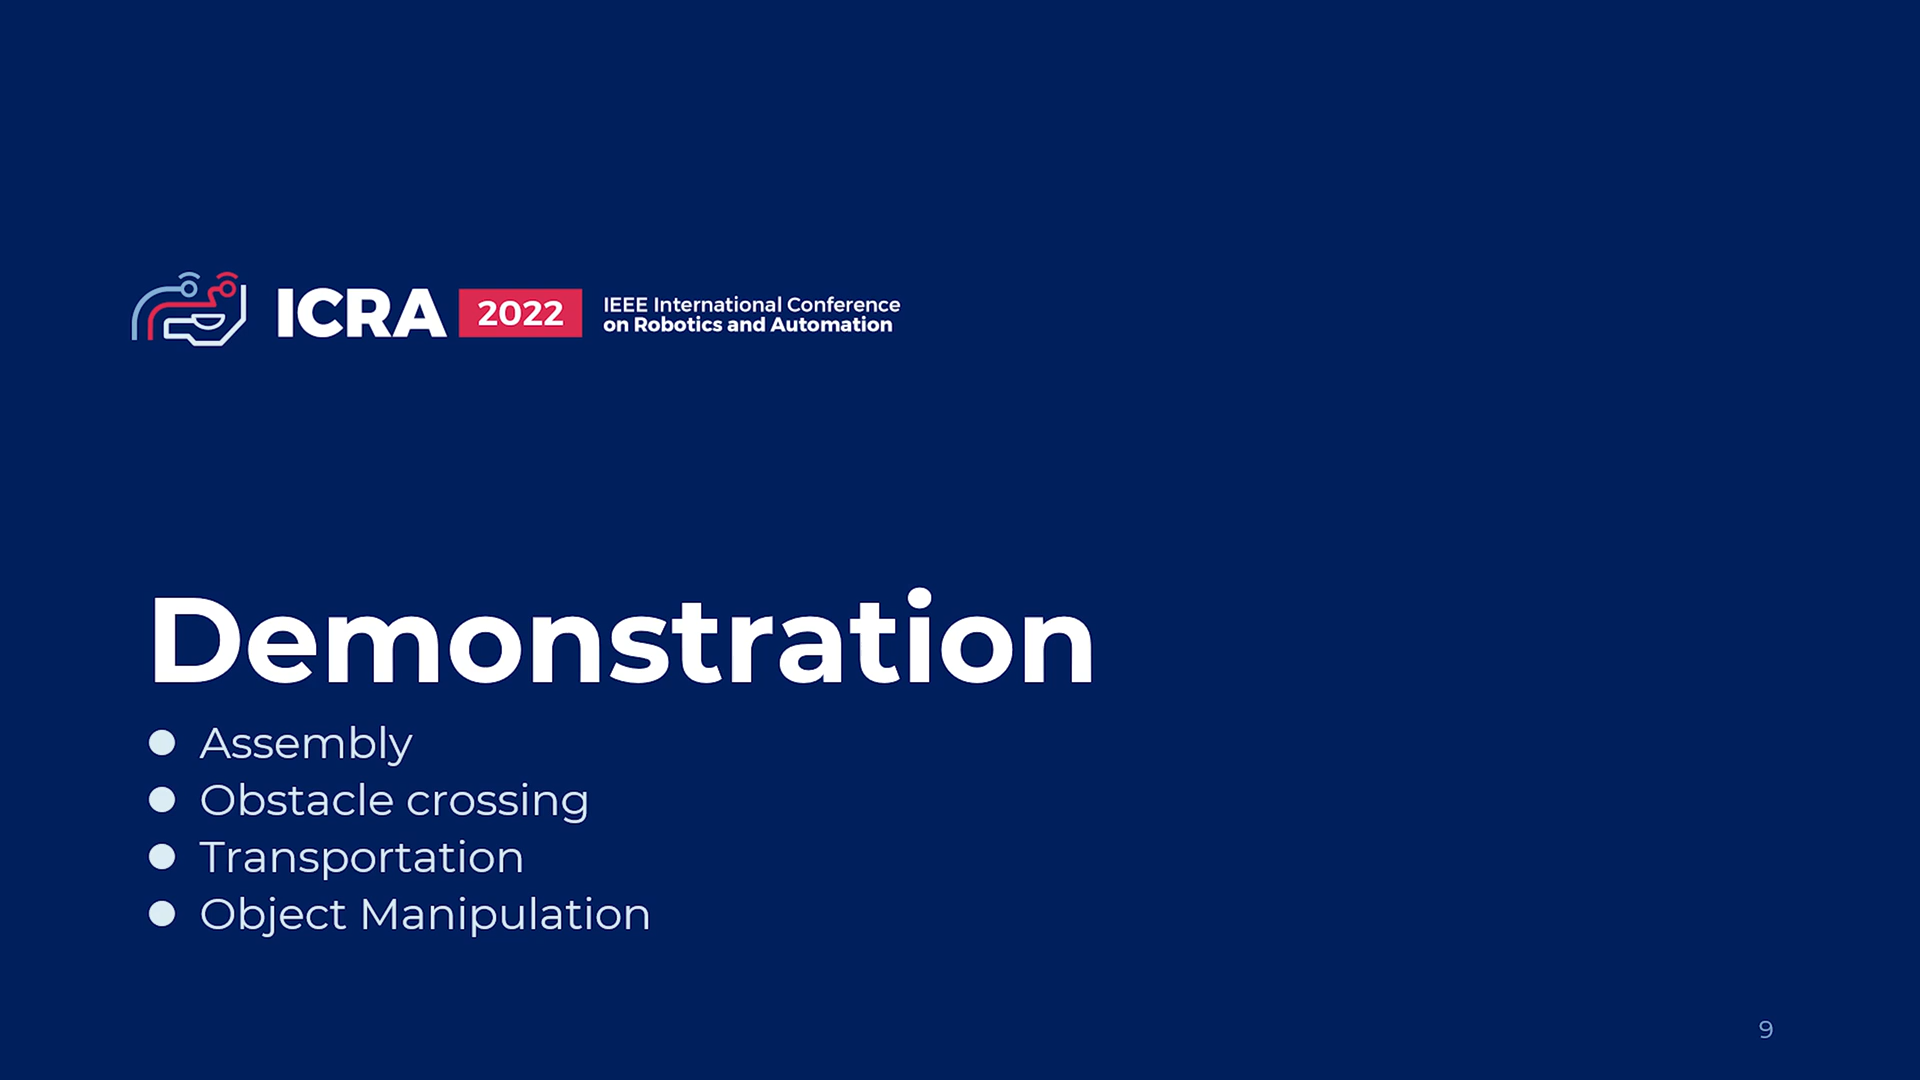 ICRA 2022 IEEE International Conference
on Robotics and Automation
Demonstration
● Assembly
● Obstacle crossing
● Transportation
● Object Manipulation
9